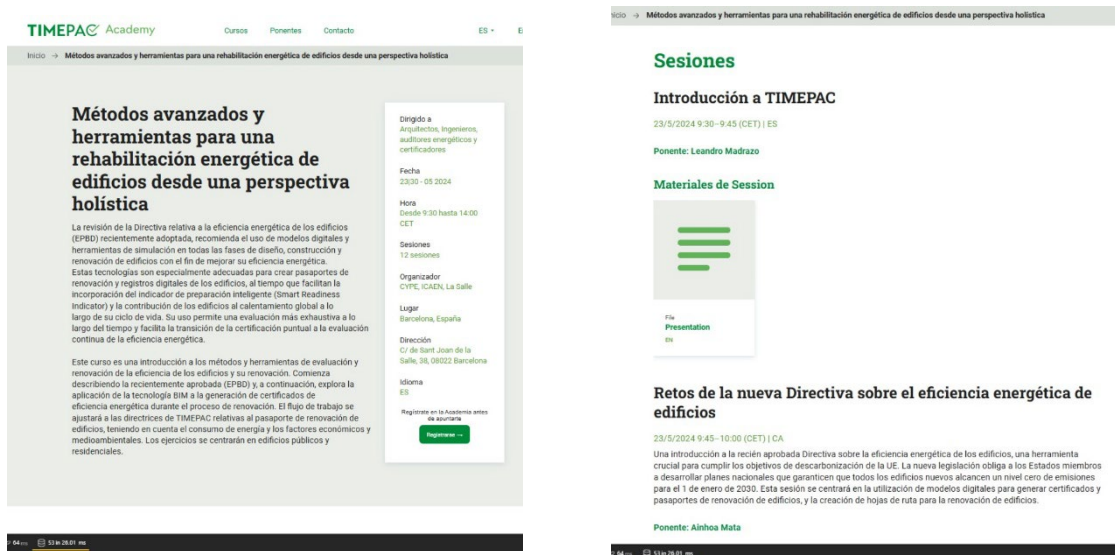 TIMEPAC Academy
Cursos Ponentes Contacto
ES
Inicio → Métodos avanzados y herramientas para una rehabilitación energética de edificios desde una perspectiva holística
Métodos avanzados y
herramientas para una
rehabilitación energética de
edificios desde una perspectiva
holística
La revisión de la Directiva relativa a la eficiencia energética de los edificios
(EPBD) recientemente adoptada, recomienda el uso de modelos digitales y
herramientas de simulación en todas las fases de diseño, construcción y
renovación de edificios con el fin de mejorar su eficiencia energética.
Estas tecnologías son especialmente adecuadas para crear pasaportes de
renovación y registros digitales de los edificios, al tiempo que facilitan la
incorporación del indicador de preparación inteligente (Smart Readiness
Indicator) y la contribución de los edificios al calentamiento global a lo
largo de su ciclo de vida. Su uso permite una evaluación más exhaustiva a lo
largo del tiempo y facilita la transición de la certificación puntual a la evaluación
continua de la eficiencia energética.
Este curso es una introducción a los métodos y herramientas de evaluación y
renovación de la eficiencia de los edificios y su renovación. Comienza
describiendo la recientemente aprobada (EPBD) y, a continuación, explora la
aplicación de la tecnología BIM a la generación de certificados de
eficiencia energética durante el proceso de renovación. El flujo de trabajo se
ajustará a las directrices de TIMEPAC relativas al pasaporte de renovación de
edificios, teniendo en cuenta el consumo de energía y los factores económicos y
medioambientales. Los ejercicios se centrarán en edificios públicos y
residenciales.
Dirigido a
Arquitectos, Ingenieros,
auditores energéticos y
certificadores
Fecha
23|30 - 05 2024
Hora
Desde 9:30 hasta 14:00
CET
Sesiones
12 sesiones
Organizador
CYPE, ICAEN, La Salle
Lugar
Barcelona, España
Dirección
C/ de Sant Joan de la
Salle, 38, 08022 Barcelona
Idioma
ES
Regístrate en la Academia antes
de apuntarte
Registrarse →
64 ms 53 in 28.01 ms
→ Métodos avanzados y herramientas para una rehabilitación energética de edificios desde una perspectiva holística
Sesiones
Introducción a TIMEPAC
23/5/2024 9:30–9:45 (CET) | ES
Ponente: Leandro Madrazo
Materiales de Session
File
Presentation
EN
Retos de la nueva Directiva sobre el eficiencia energética de
edificios
23/5/2024 9:45–10:00 (CET) | CA
Una introducción a la recién aprobada Directiva sobre la eficiencia energética de los edificios, una herramienta
crucial para cumplir los objetivos de descarbonización de la UE. La nueva legislación obliga a los Estados miembros
a desarrollar planes nacionales que garanticen que todos los edificios nuevos alcancen un nivel cero de emisiones
para el 1 de enero de 2030. Esta sesión se centrará en la utilización de modelos digitales para generar certificados y
pasaportes de renovación de edificios, y la creación de hojas de ruta para la renovación de edificios.
Ponente: Ainhoa Mata
64 ms 53 in 28.01 ms